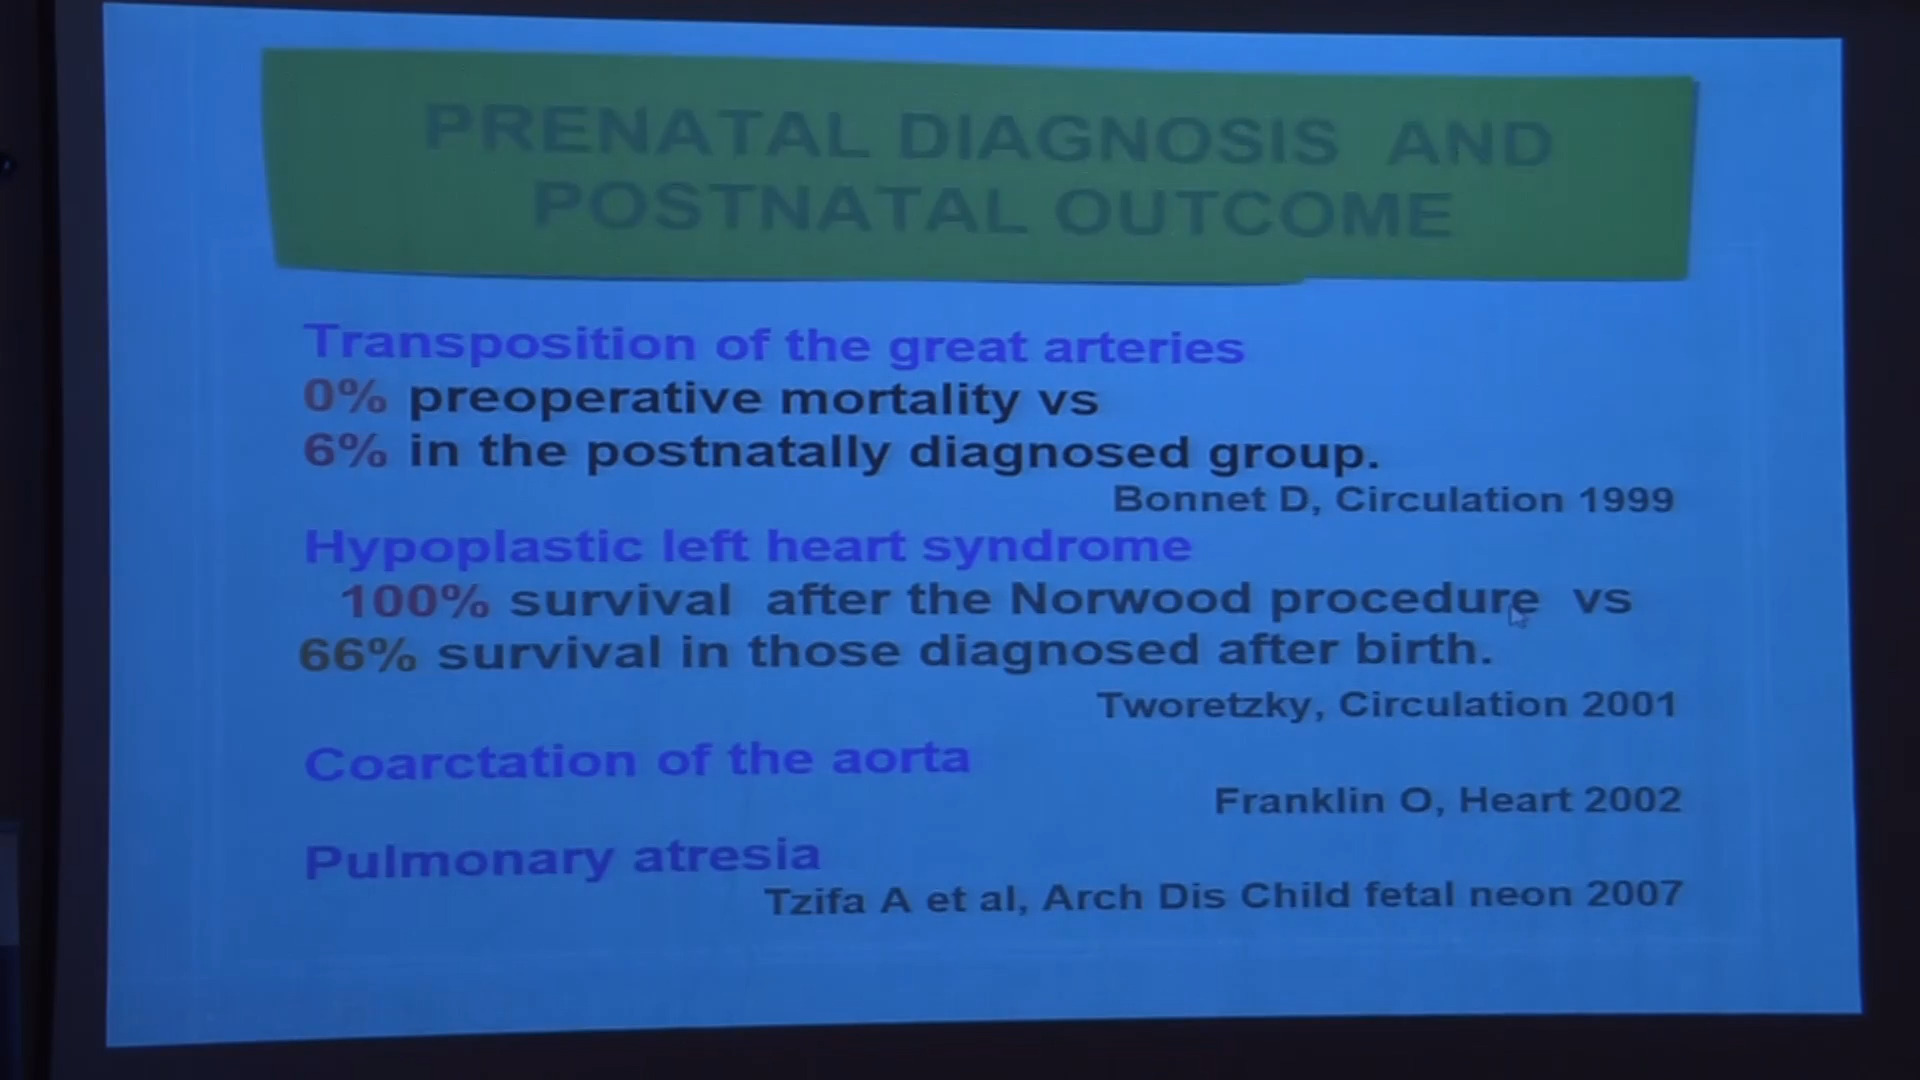 PRENATAL DIAGNOSIS AND
POSTNATAL OUTCOME
Transposition of the great arteries
0% preoperative mortality vs
6% in the postnatally diagnosed group.
Bonnet D, Circulation 1999
Hypoplastic left heart syndrome
100% survival after the Norwood procedure vs
66% survival in those diagnosed after birth.
Tworetzky, Circulation 2001
Coarctation of the aorta
Franklin O, Heart 2002
Pulmonary atresia
Tzifa A et al, Arch Dis Child fetal neon 2007